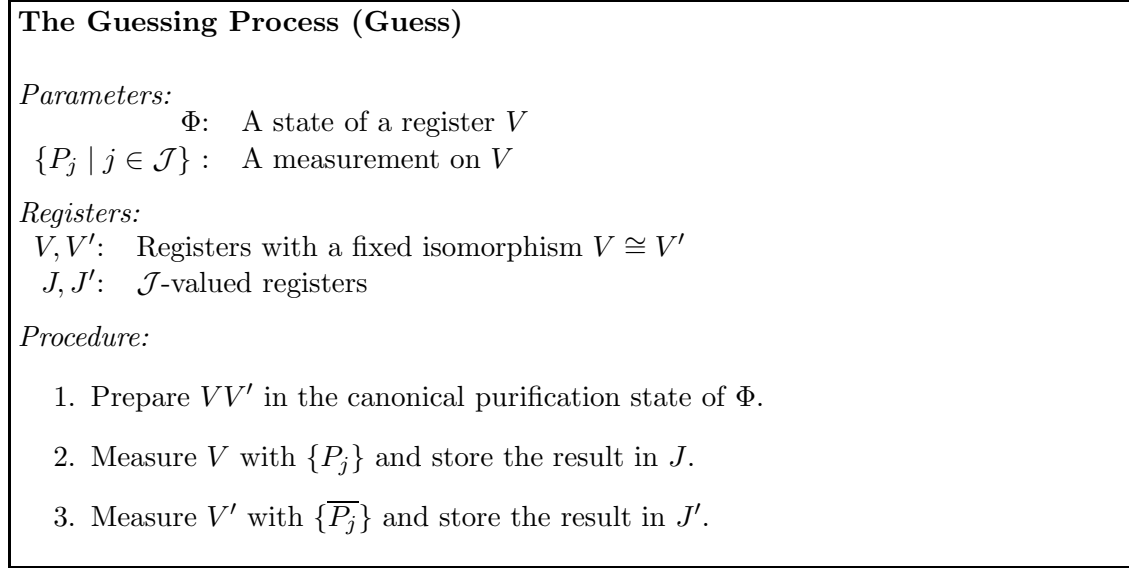 The Guessing Process (Guess)
Parameters:
Φ: A state of a register V
{P_j | j ∈ 𝒥} : A measurement on V
Registers:
V, V′: Registers with a fixed isomorphism V ≅ V′
J, J′: 𝒥-valued registers
Procedure:
1. Prepare VV′ in the canonical purification state of Φ.
2. Measure V with {P_j} and store the result in J.
3. Measure V′ with {\overline{P_j}} and store the result in J′.